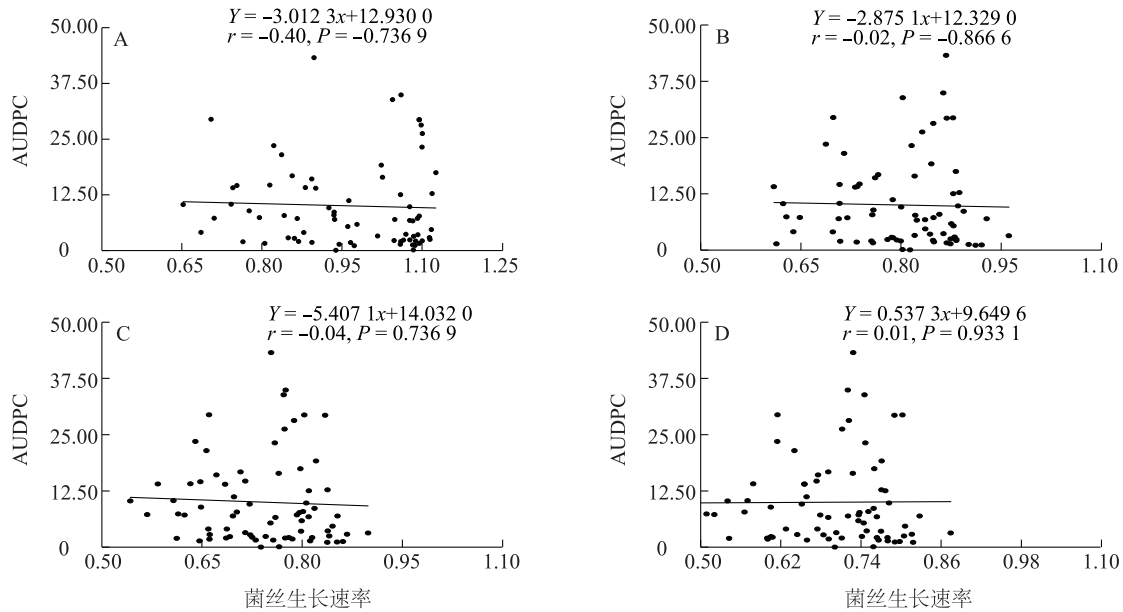 Y = −3.012 3x+12.930 0
r = −0.40, P = −0.736 9
A
AUDPC
50.00
37.50
25.00
12.50
0
0.50 0.65 0.80 0.95 1.10 1.25
Y = −2.875 1x+12.329 0
r = −0.02, P = −0.866 6
B
AUDPC
50.00
37.50
25.00
12.50
0
0.50 0.65 0.80 0.95 1.10
Y = −5.407 1x+14.032 0
r = −0.04, P = 0.736 9
C
AUDPC
50.00
37.50
25.00
12.50
0
0.50 0.65 0.80 0.95 1.10
菌丝生长速率
Y = 0.537 3x+9.649 6
r = 0.01, P = 0.933 1
D
AUDPC
50.00
37.50
25.00
12.50
0
0.50 0.62 0.74 0.86 0.98 1.10
菌丝生长速率